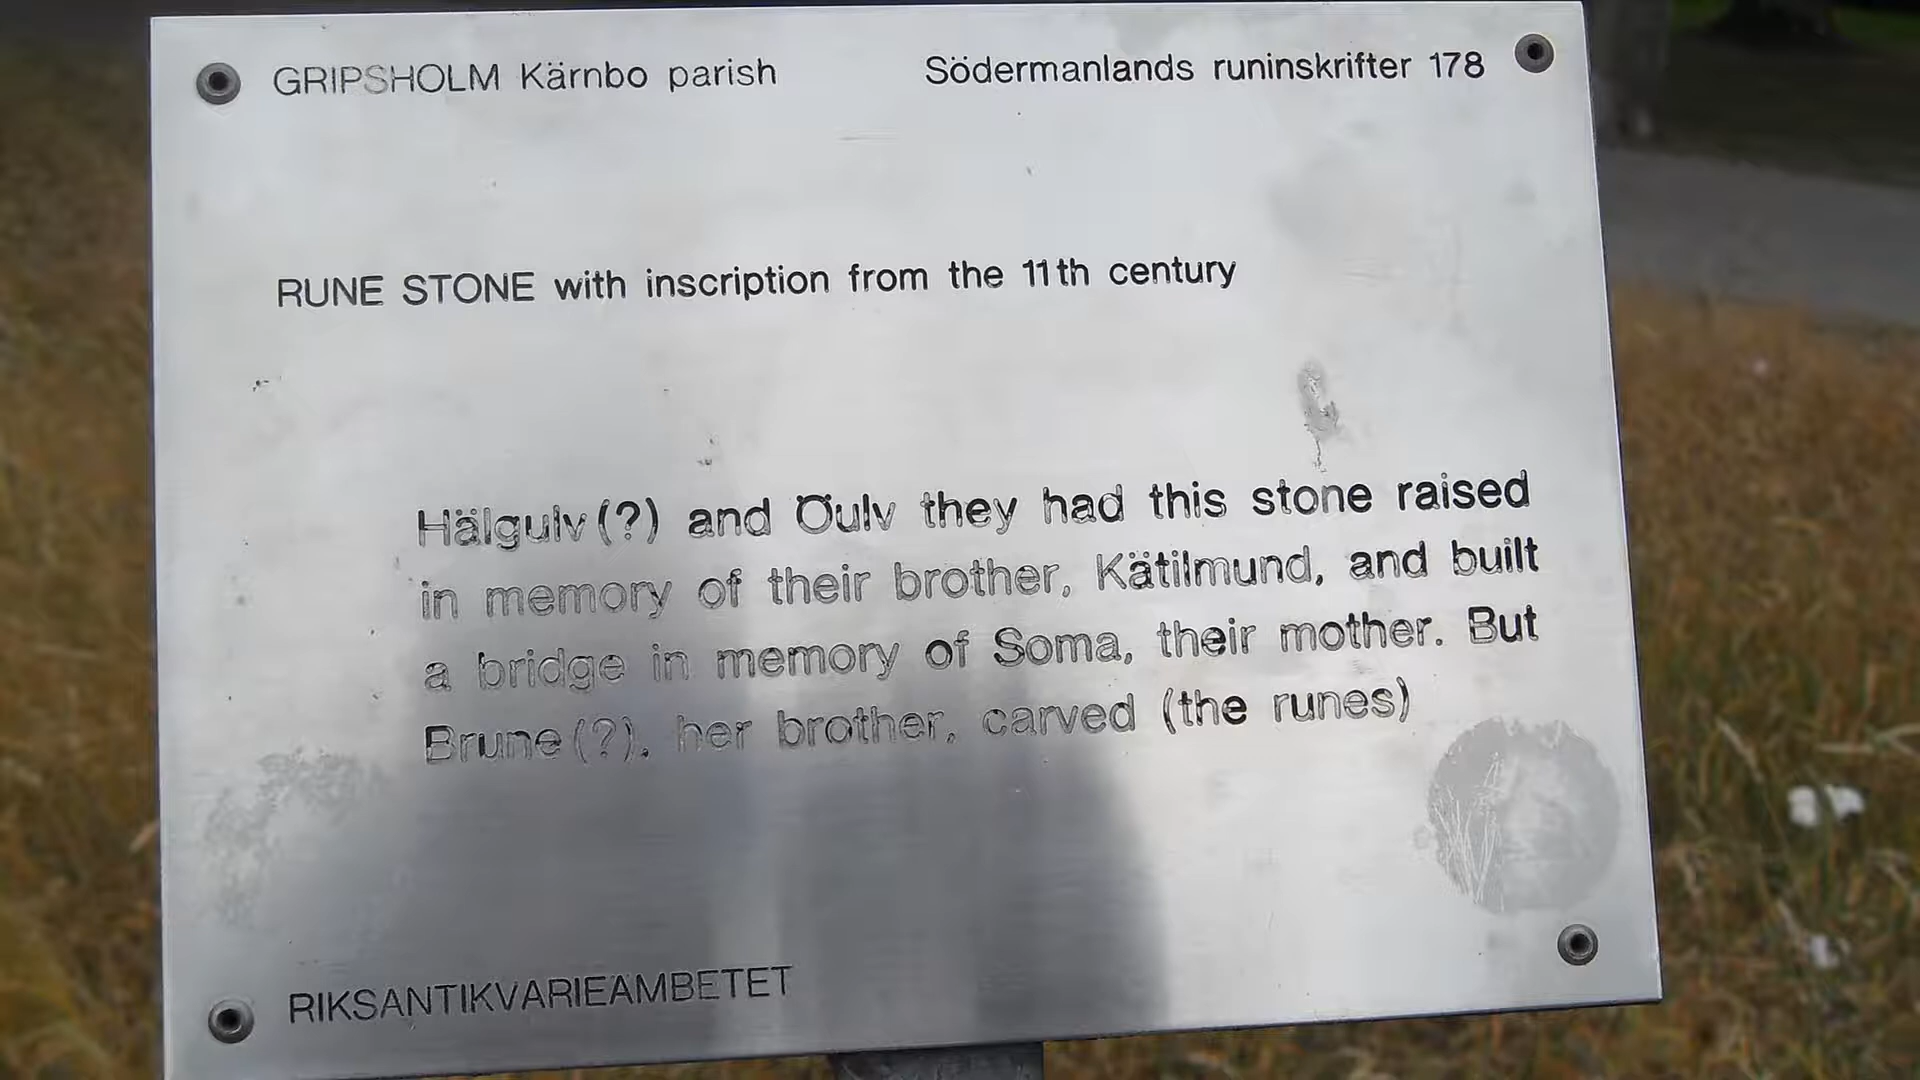 GRIPSHOLM Kärnbo parish
Södermanlands runinskrifter 178
RUNE STONE with inscription from the 11th century
Hälgulv(?) and Öulv they had this stone raised
in memory of their brother, Kätilmund, and built
a bridge in memory of Soma, their mother. But
Brune(?), her brother, carved (the runes)
RIKSANTIKVARIEÄMBETET